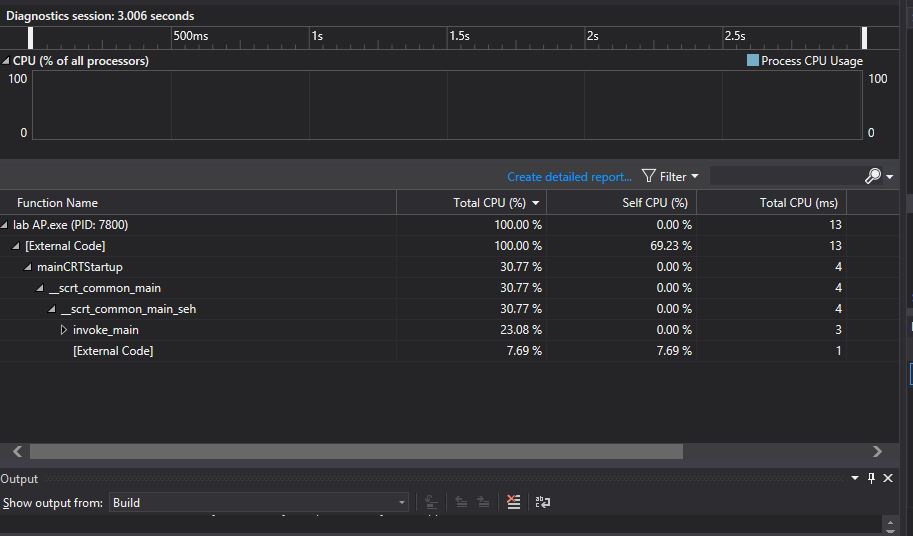 Diagnostics session: 3.006 seconds
500ms 1s 1.5s 2s 2.5s
CPU (% of all processors) Process CPU Usage
100 100
0 0
Create detailed report... Filter
Function Name Total CPU (%) Self CPU (%) Total CPU (ms)
lab AP.exe (PID: 7800) 100.00 % 0.00 % 13
[External Code] 100.00 % 69.23 % 13
mainCRTStartup 30.77 % 0.00 % 4
__scrt_common_main 30.77 % 0.00 % 4
__scrt_common_main_seh 30.77 % 0.00 % 4
invoke_main 23.08 % 0.00 % 3
[External Code] 7.69 % 7.69 % 1
Output
Show output from: Build